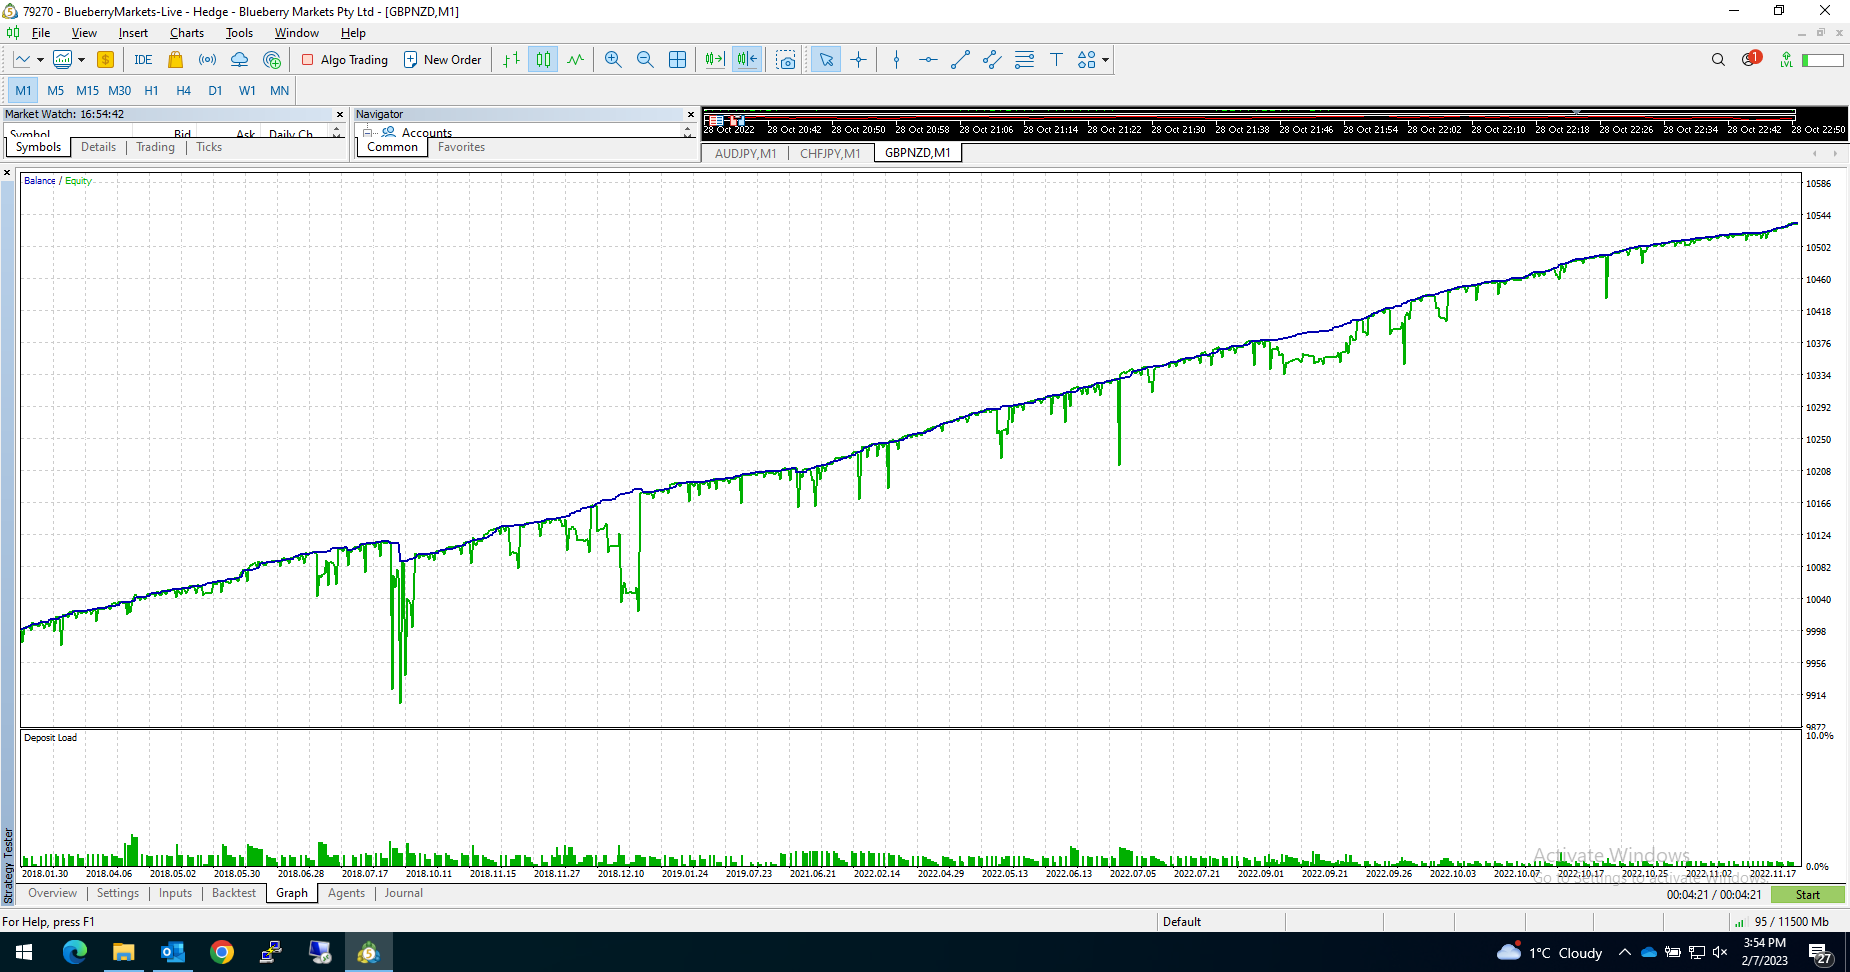 79270 - BlueberryMarkets-Live - Hedge - Blueberry Markets Pty Ltd - [GBPNZD,M1]
File View Insert Charts Tools Window Help
$ IDE Algo Trading New Order T 1 LVL
M1 M5 M15 M30 H1 H4 D1 W1 MN
Market Watch: 16:54:42 Navigator
Symbol Bid Ask Daily Ch... Accounts
28 Oct 2022 28 Oct 20:42 28 Oct 20:50 28 Oct 20:58 28 Oct 21:06 28 Oct 21:14 28 Oct 21:22 28 Oct 21:30 28 Oct 21:38 28 Oct 21:46 28 Oct 21:54 28 Oct 22:02 28 Oct 22:10 28 Oct 22:18 28 Oct 22:26 28 Oct 22:34 28 Oct 22:42 28 Oct 22:50
Symbols Details Trading Ticks Common Favorites
AUDJPY,M1 CHFJPY,M1 GBPNZD,M1
Balance / Equity
10586
10544
10502
10460
10418
10376
10334
10292
10250
10208
10166
10124
10082
10040
9998
9956
9914
9872
Deposit Load
10.0%
0.0%
Activate Windows
Go to Settings to activate Windows.
2018.01.30 2018.04.06 2018.05.02 2018.05.30 2018.06.28 2018.07.17 2018.10.11 2018.11.15 2018.11.27 2018.12.10 2019.01.24 2019.07.23 2021.06.21 2022.02.14 2022.04.29 2022.05.13 2022.06.13 2022.07.05 2022.07.21 2022.09.01 2022.09.21 2022.09.26 2022.10.03 2022.10.07 2022.10.17 2022.10.25 2022.11.02 2022.11.17
Strategy Tester
Overview Settings Inputs Backtest Graph Agents Journal
00:04:21 / 00:04:21 Start
For Help, press F1 Default 95 / 11500 Mb
1°C Cloudy
3:54 PM
2/7/2023
27